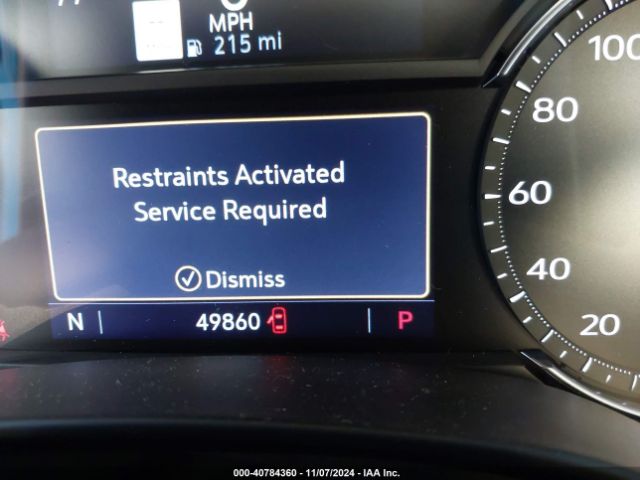 MPH
215 mi
Restraints Activated
Service Required
Dismiss
N
49860
P
100
80
60
40
20
000-40784360 - 11/07/2024 - IAA Inc.